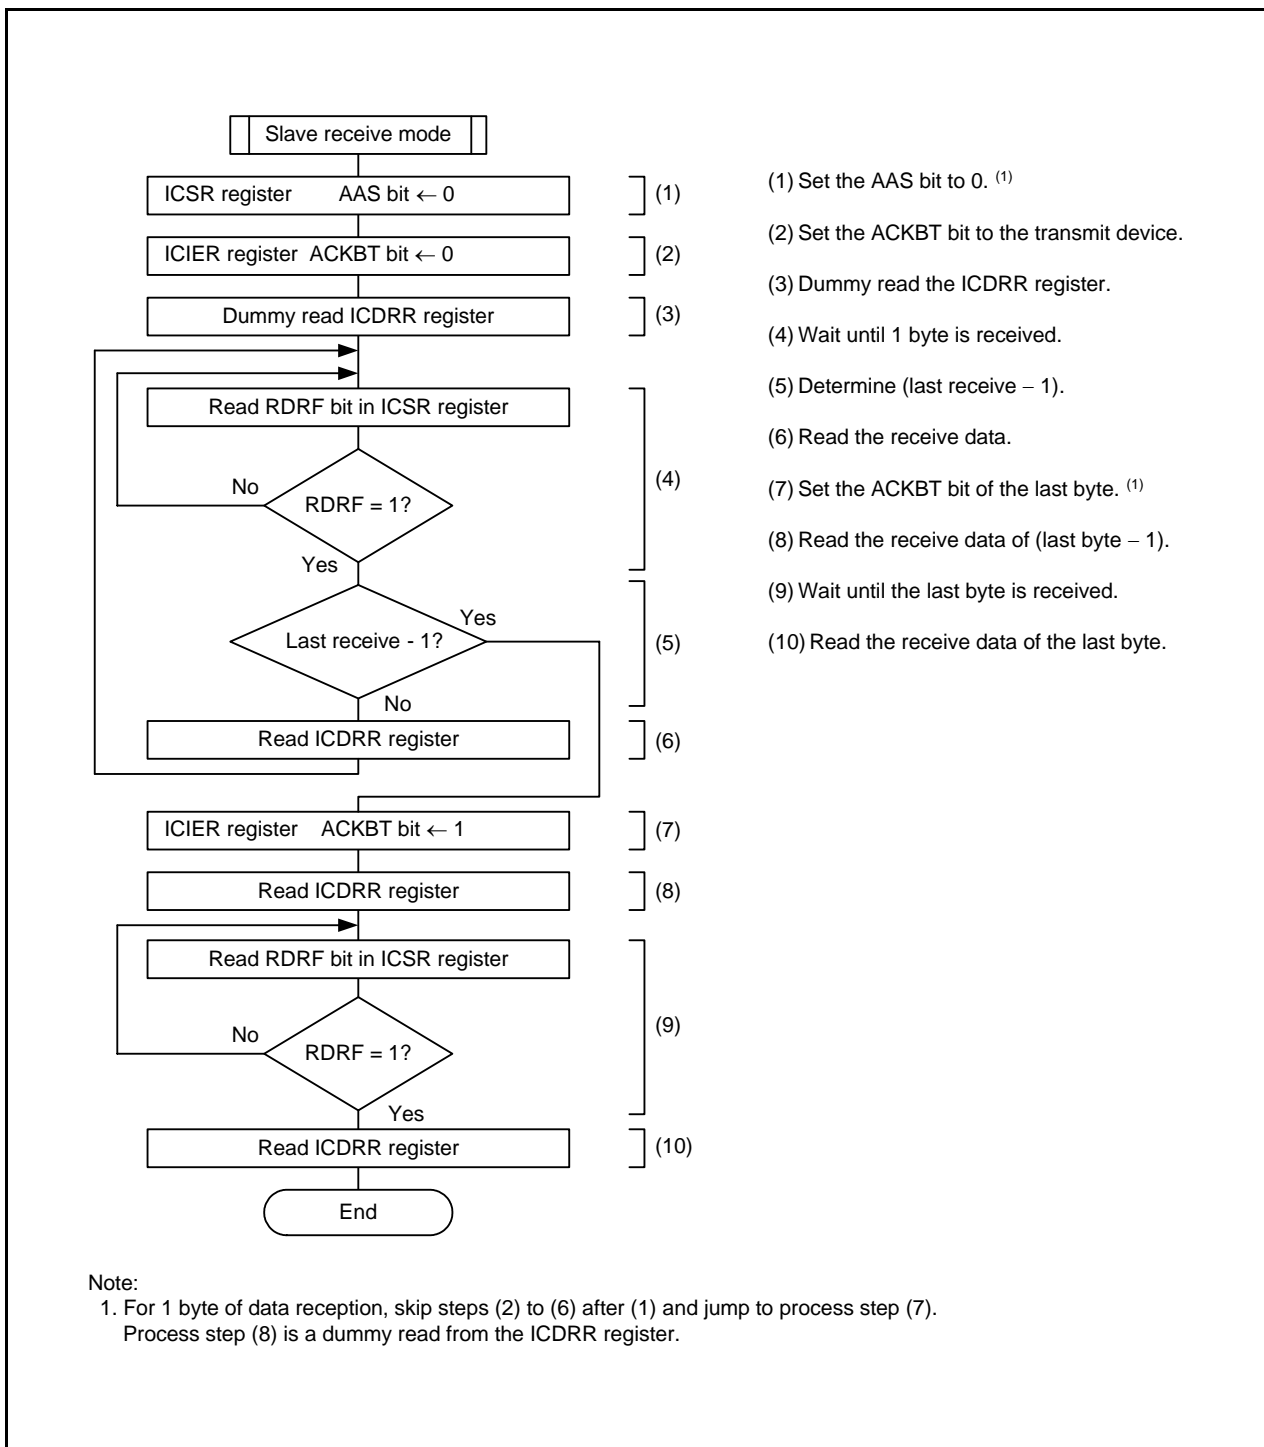 Slave receive mode
ICSR register AAS bit ← 0
(1)
ICIER register ACKBT bit ← 0
(2)
Dummy read ICDRR register
(3)
Read RDRF bit in ICSR register
(4)
No
RDRF = 1?
Yes
Yes
Last receive - 1?
(5)
No
Read ICDRR register
(6)
ICIER register ACKBT bit ← 1
(7)
Read ICDRR register
(8)
Read RDRF bit in ICSR register
(9)
No
RDRF = 1?
Yes
Read ICDRR register
(10)
End
(1) Set the AAS bit to 0. (1)
(2) Set the ACKBT bit to the transmit device.
(3) Dummy read the ICDRR register.
(4) Wait until 1 byte is received.
(5) Determine (last receive – 1).
(6) Read the receive data.
(7) Set the ACKBT bit of the last byte. (1)
(8) Read the receive data of (last byte – 1).
(9) Wait until the last byte is received.
(10) Read the receive data of the last byte.
Note:
1. For 1 byte of data reception, skip steps (2) to (6) after (1) and jump to process step (7).
Process step (8) is a dummy read from the ICDRR register.